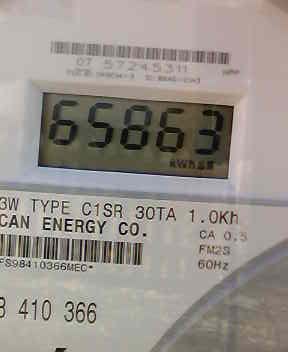 07 57245311
65863
kWh
3W TYPE C1SR 30TA 1.0Kh
CAN ENERGY CO.
CA 0.5
FM2S
60Hz
*FS98410366MEC*
8 410 366